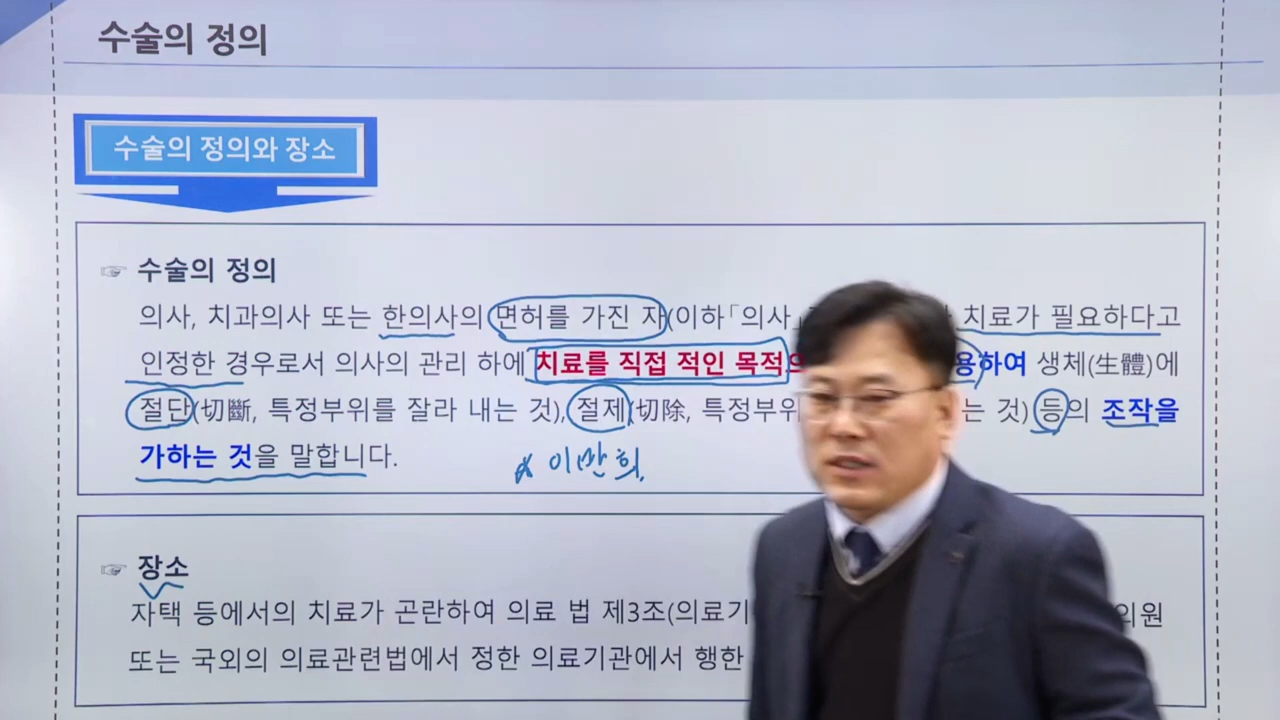 수술의 정의
수술의 정의와 장소
☞ 수술의 정의
의사, 치과의사 또는 한의사의 면허를 가진 자(이하「의사」 치료가 필요하다고
인정한 경우로서 의사의 관리 하에 치료를 직접 적인 목적으 용하여 생체(生體)에
절단(切斷, 특정부위를 잘라 내는 것), 절제(切除, 특정부위 는 것) 등의 조작을
가하는 것을 말합니다.
이만희.
☞ 장소
자택 등에서의 치료가 곤란하여 의료 법 제3조(의료기 의원
또는 국외의 의료관련법에서 정한 의료기관에서 행한